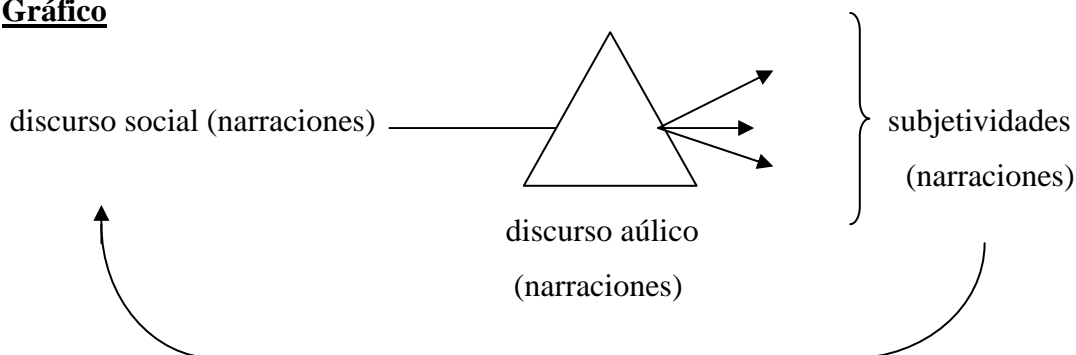 Gráfico
discurso social (narraciones)
subjetividades
(narraciones)
discurso aúlico
(narraciones)